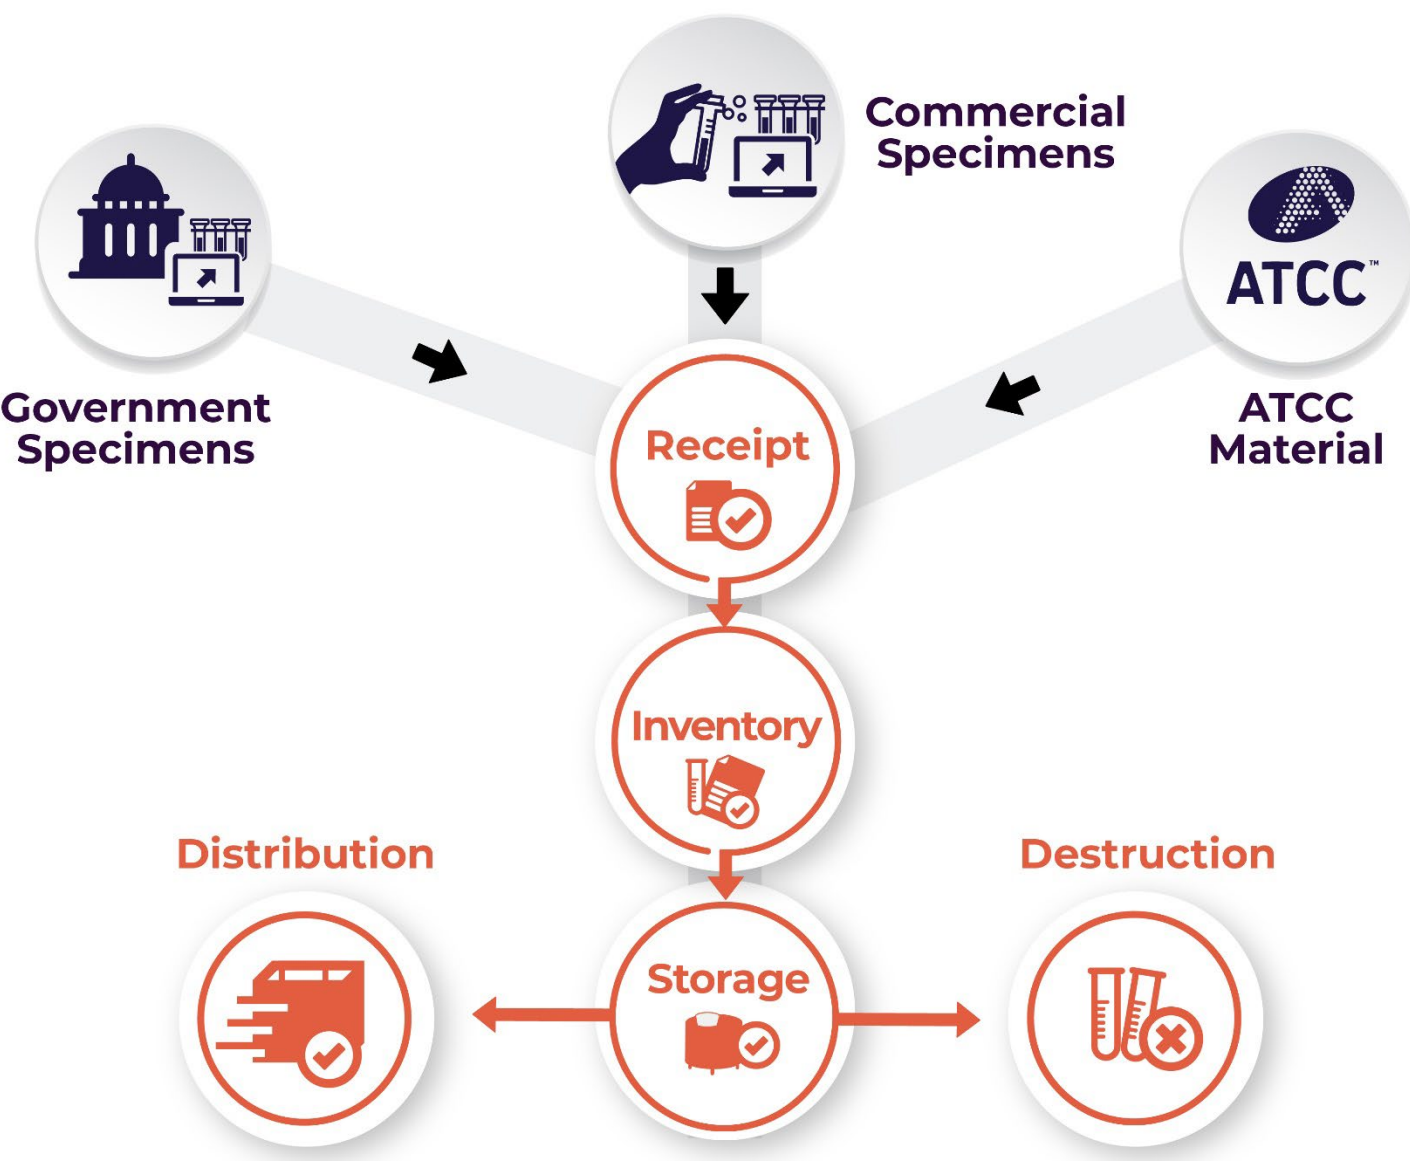 Commercial
Specimens
ATCC™
Government
Specimens
ATCC
Material
Receipt
Inventory
Distribution
Destruction
Storage